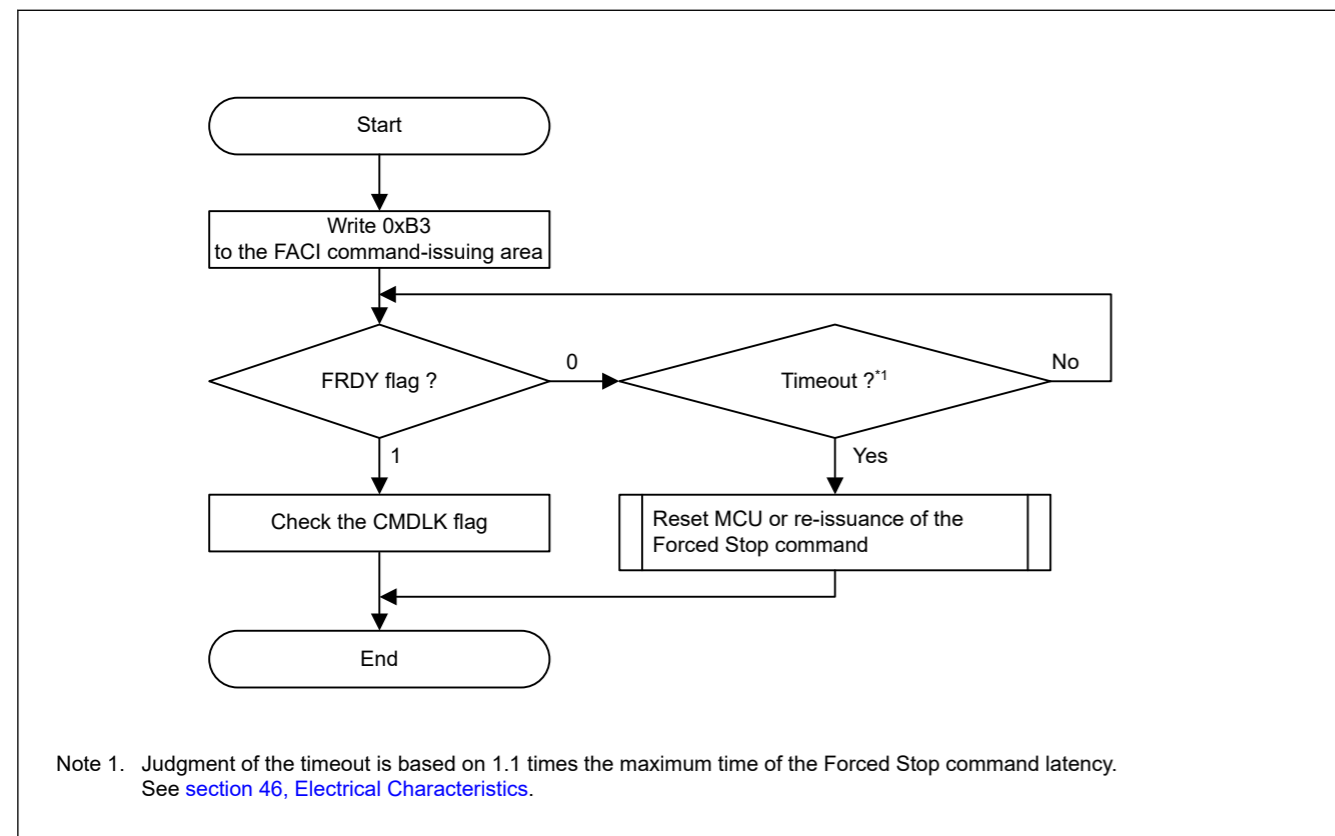 Start
Write 0xB3
to the FACI command-issuing area
FRDY flag ?
0
Timeout ?*1
No
1
Yes
Check the CMDLK flag
Reset MCU or re-issuance of the
Forced Stop command
End
Note 1. Judgment of the timeout is based on 1.1 times the maximum time of the Forced Stop command latency.
See section 46, Electrical Characteristics.